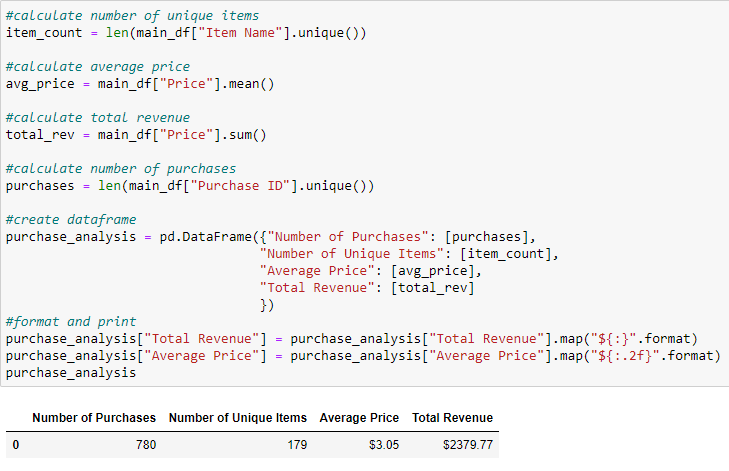 #calculate number of unique items
item_count = len(main_df["Item Name"].unique())
#calculate average price
avg_price = main_df["Price"].mean()
#calculate total revenue
total_rev = main_df["Price"].sum()
#calculate number of purchases
purchases = len(main_df["Purchase ID"].unique())
#create dataframe
purchase_analysis = pd.DataFrame({"Number of Purchases": [purchases],
"Number of Unique Items": [item_count],
"Average Price": [avg_price],
"Total Revenue": [total_rev]
})
#format and print
purchase_analysis["Total Revenue"] = purchase_analysis["Total Revenue"].map("${:}".format)
purchase_analysis["Average Price"] = purchase_analysis["Average Price"].map("${:.2f}".format)
purchase_analysis
Number of Purchases Number of Unique Items Average Price Total Revenue
0 780 179 $3.05 $2379.77